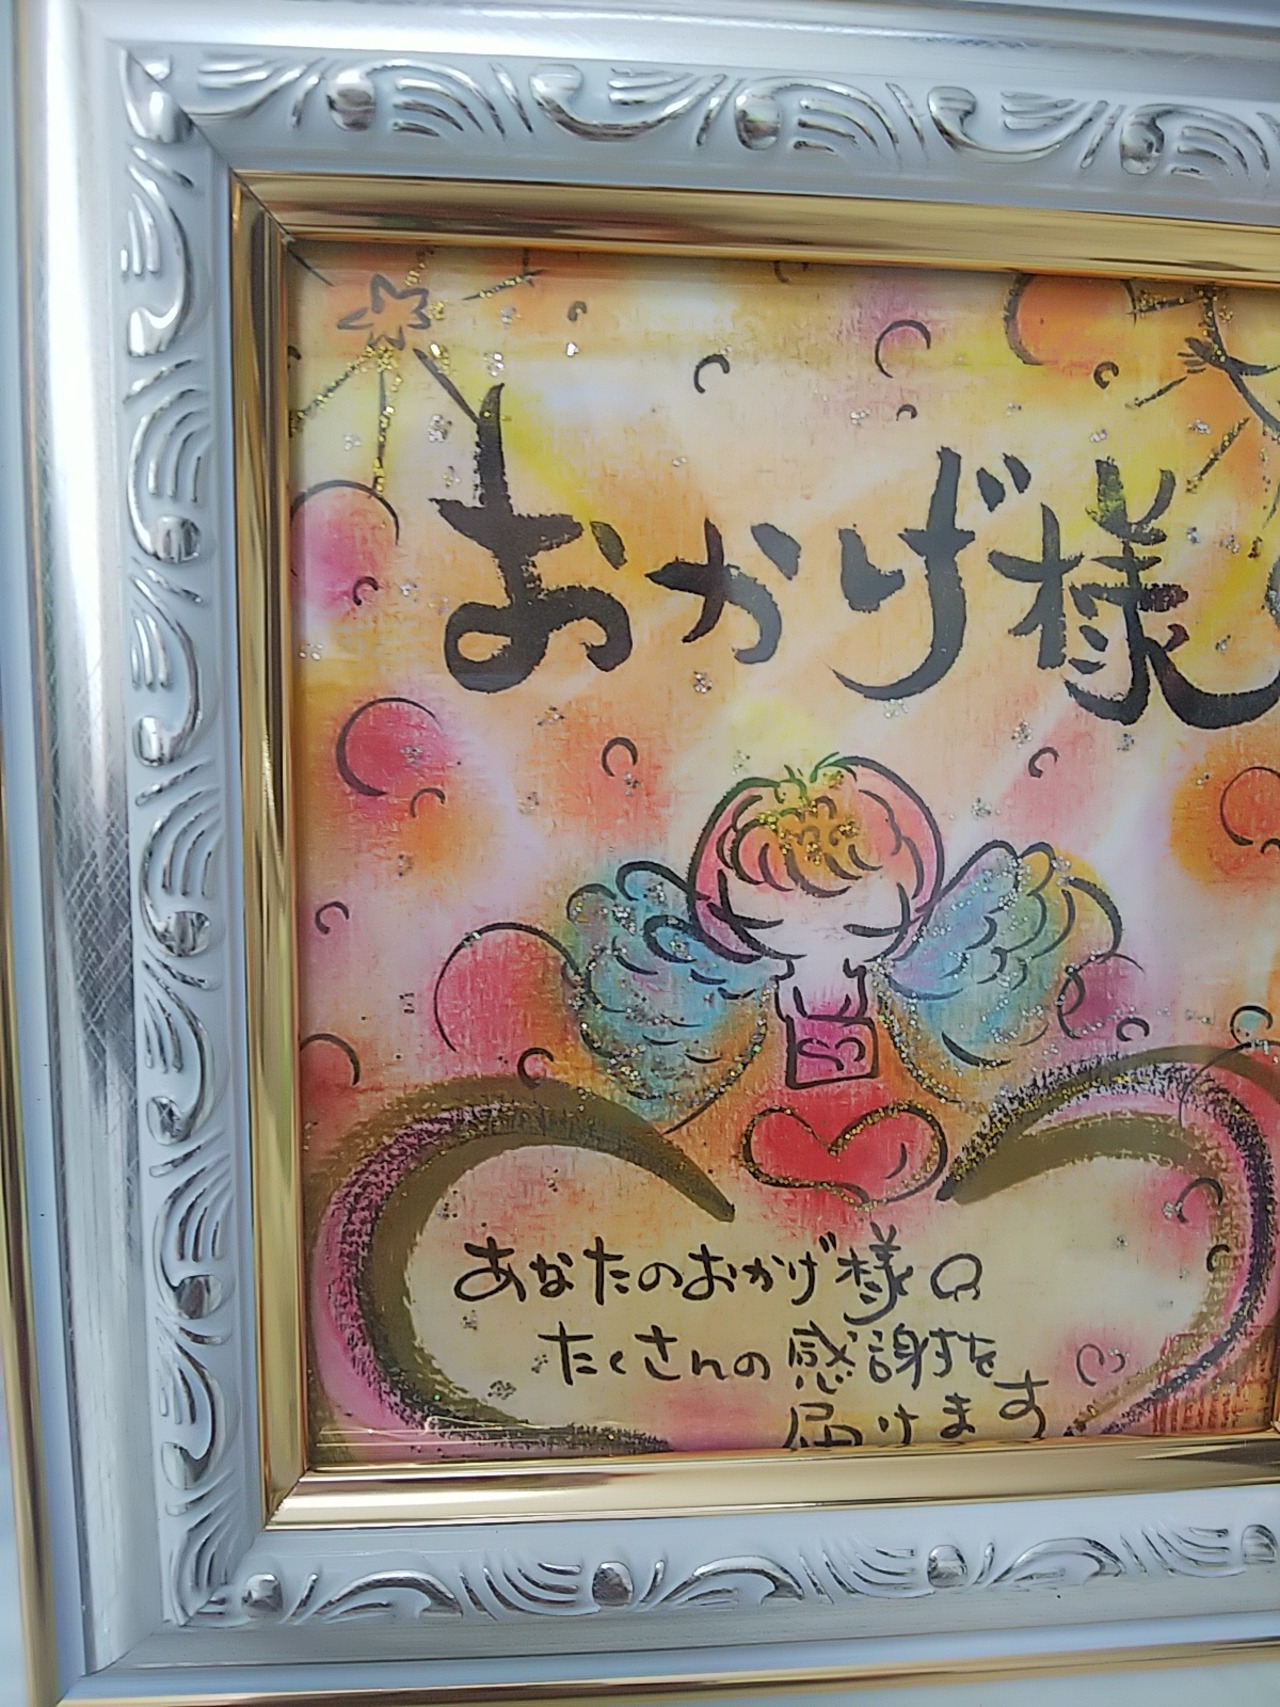 おかげ様
あなたのおかげ様
たくさんの感謝を
届けます